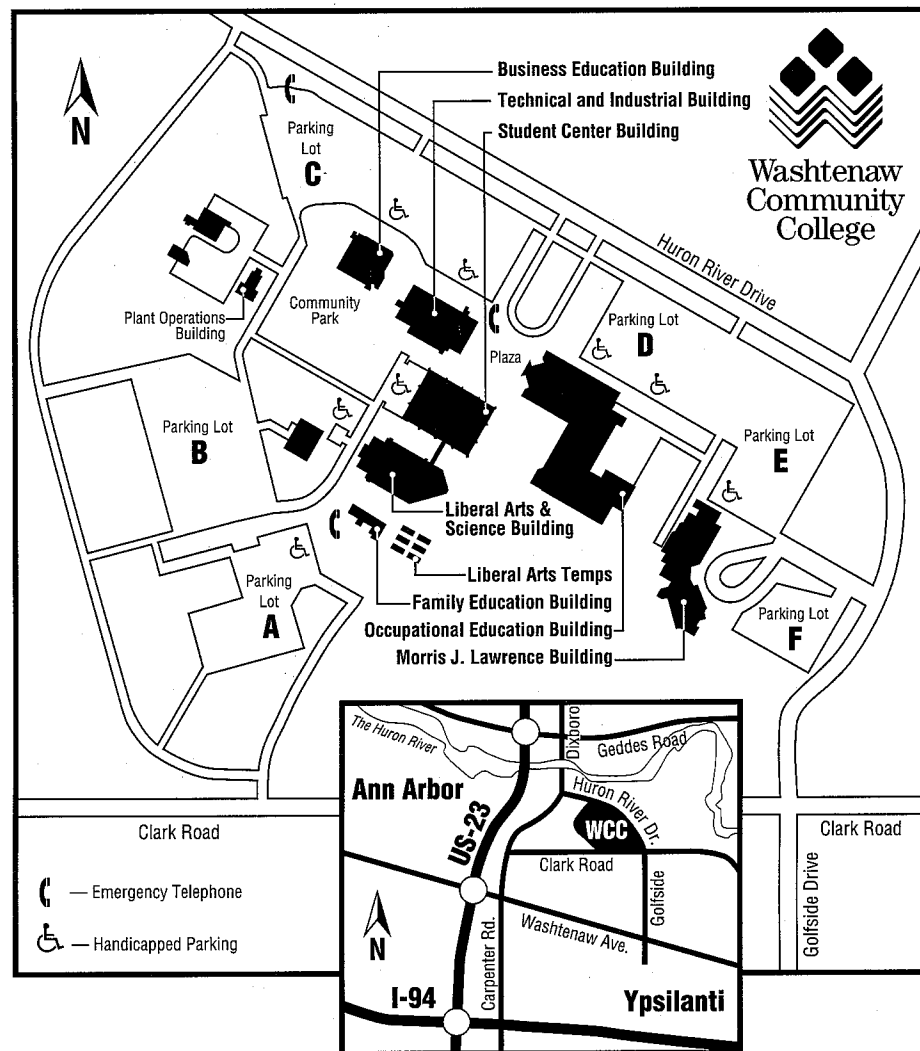 Business Education Building
Technical and Industrial Building
Student Center Building
Washtenaw
Community
College
N
Parking
Lot
C
Huron River Drive
Plant Operations
Building
Community
Park
Plaza
Parking Lot
D
Parking Lot
B
Parking Lot
E
Liberal Arts &
Science Building
Liberal Arts Temps
Family Education Building
Occupational Education Building
Morris J. Lawrence Building
Parking
Lot
A
Parking Lot
F
Clark Road
Clark Road
Golfside Drive
— Emergency Telephone
— Handicapped Parking
The Huron River
Dixboro
Geddes Road
Ann Arbor
US-23
Huron River Dr.
WCC
Clark Road
Golfside
Washtenaw Ave.
Carpenter Rd.
N
I-94
Ypsilanti